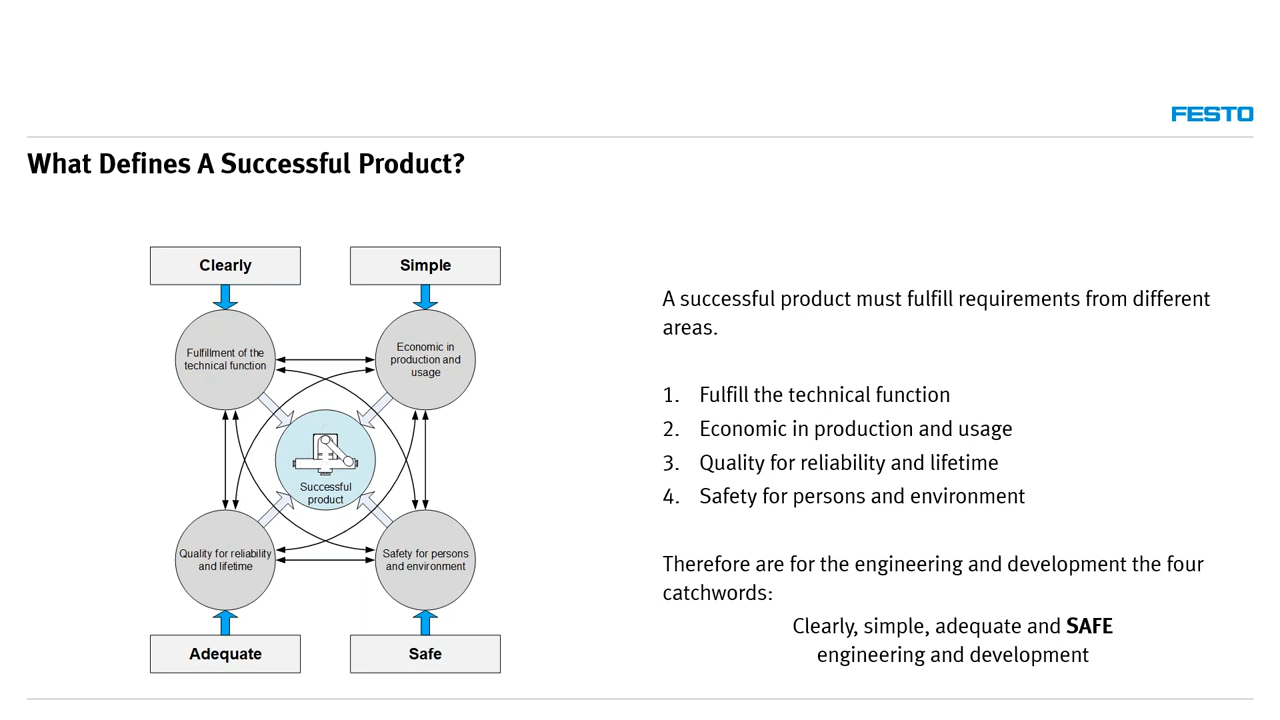 FESTO
What Defines A Successful Product?
Clearly
Simple
Fulfillment of the
technical function
Economic in
production and
usage
Successful
product
Quality for reliability
and lifetime
Safety for persons
and environment
Adequate
Safe
A successful product must fulfill requirements from different
areas.
1. Fulfill the technical function
2. Economic in production and usage
3. Quality for reliability and lifetime
4. Safety for persons and environment
Therefore are for the engineering and development the four
catchwords:
Clearly, simple, adequate and SAFE
engineering and development